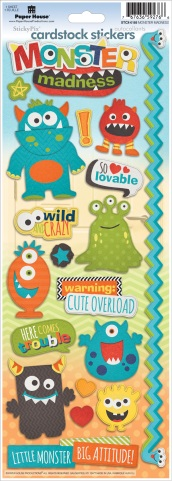 Paper House
StickyPix
cardstock stickers
MONSTER
madness
SO
lovable
wild
and CRAZY
warning:
CUTE OVERLOAD
HERE COMES
trouble
LITTLE MONSTER
BIG ATTITUDE!